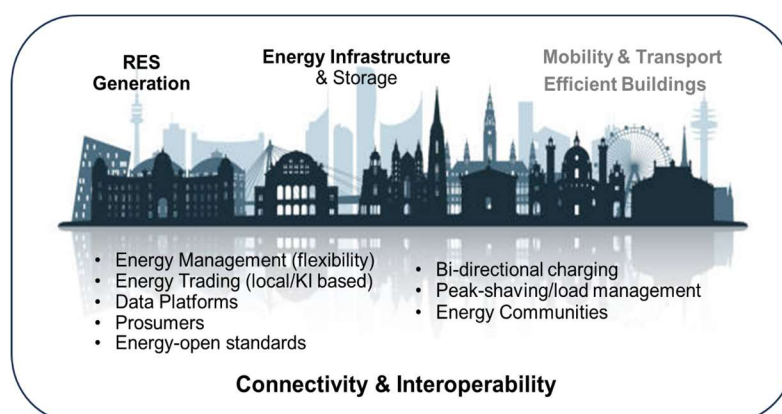 RES
Generation
Energy Infrastructure
& Storage
Mobility & Transport
Efficient Buildings
• Energy Management (flexibility)
• Energy Trading (local/KI based)
• Data Platforms
• Prosumers
• Energy-open standards
• Bi-directional charging
• Peak-shaving/load management
• Energy Communities
Connectivity & Interoperability